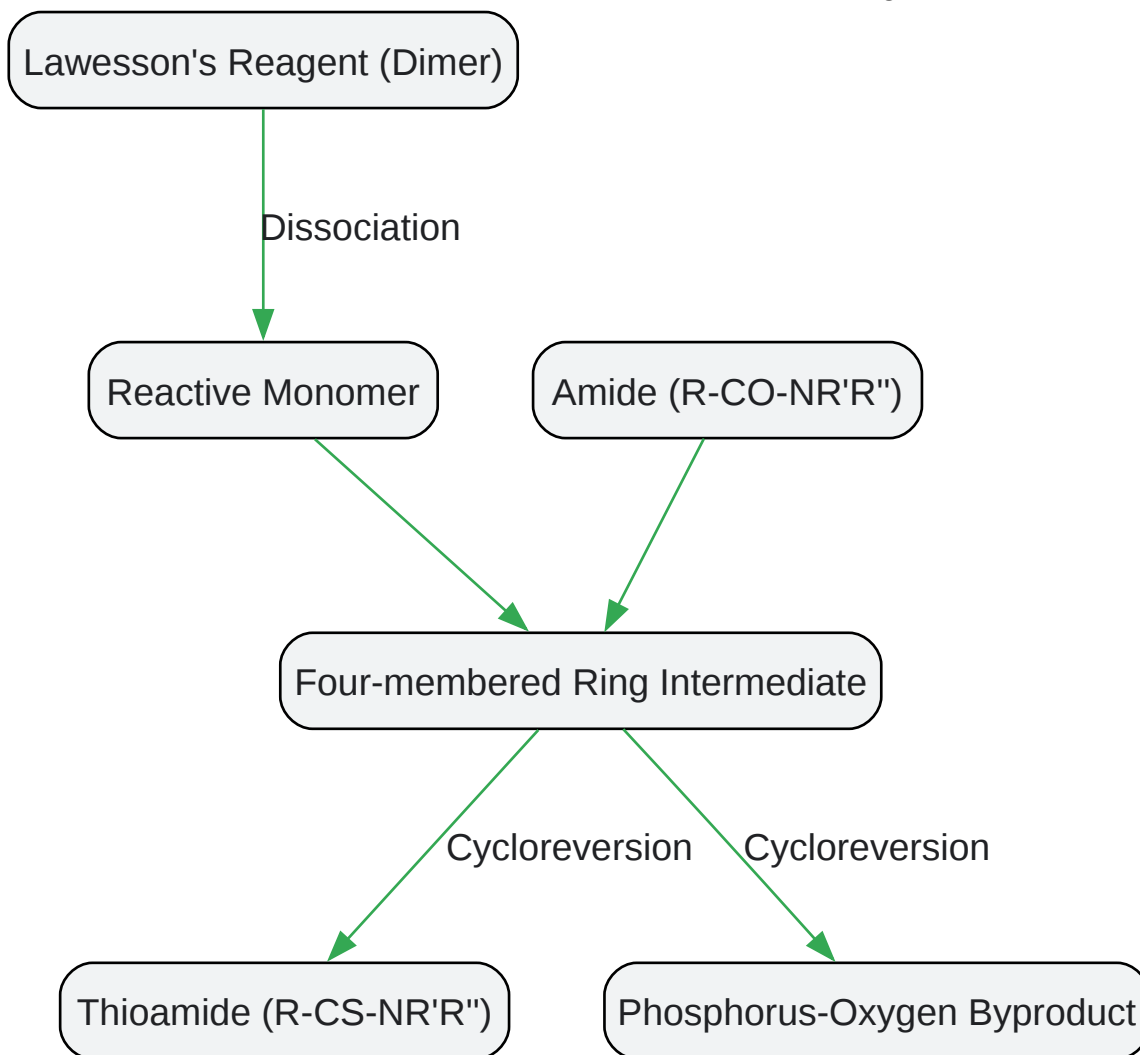 Lawesson's Reagent (Dimer)
Dissociation
Reactive Monomer
Amide (R-CO-NR'R")
Four-membered Ring Intermediate
Cycloreversion
Cycloreversion
Thioamide (R-CS-NR'R")
Phosphorus-Oxygen Byproduct